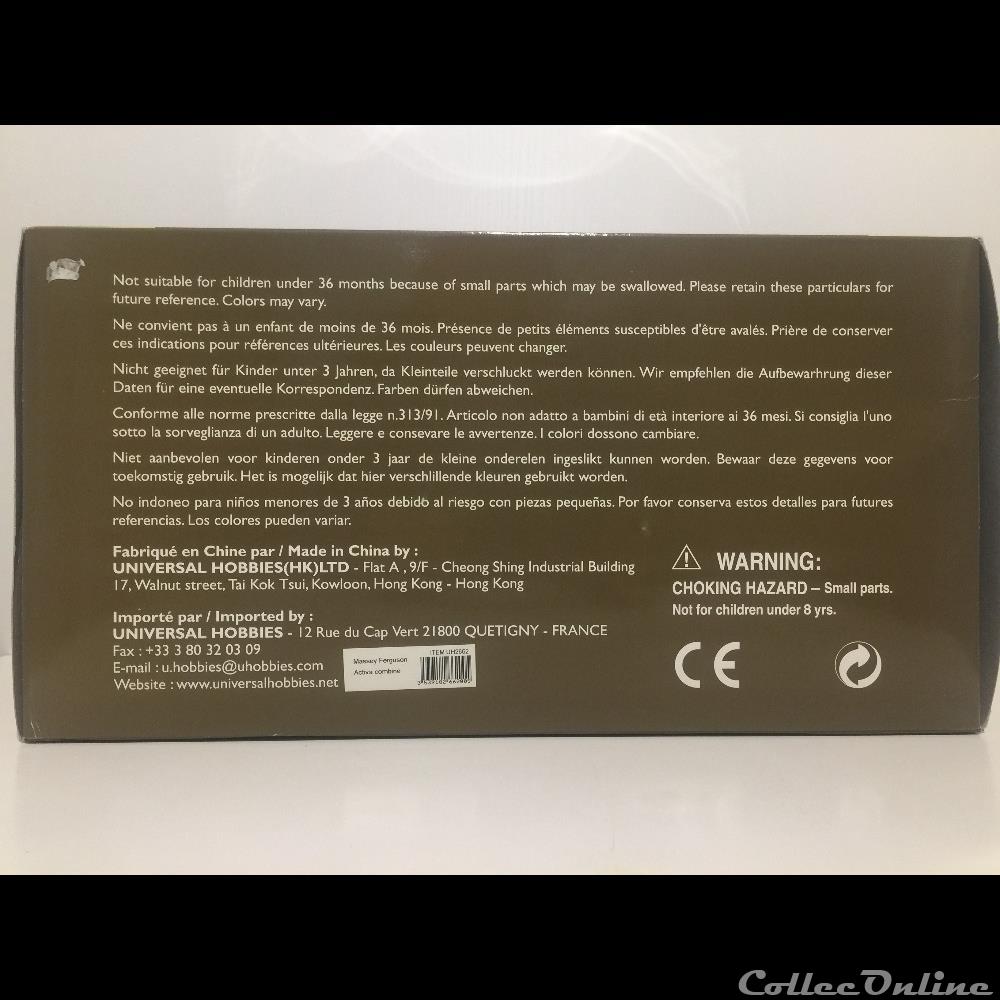 Not suitable for children under 36 months because of small parts which may be swallowed. Please retain these particulars for
future reference. Colors may vary.
Ne convient pas à un enfant de moins de 36 mois. Présence de petits éléments susceptibles d'être avalés. Prière de conserver
ces indications pour références ultérieures. Les couleurs peuvent changer.
Nicht geeignet für Kinder unter 3 Jahren, da Kleinteile verschluckt werden können. Wir empfehlen die Aufbewarhrung dieser
Daten für eine eventuelle Korrespondenz. Farben dürfen abweichen.
Conforme alle norme prescritte dalla legge n.313/91. Articolo non adatto a bambini di età interiore ai 36 mesi. Si consiglia l'uno
sotto la sorveglianza di un adulto. Leggere e consevare le avvertenze. I colori dossono cambiare.
Niet aanbevolen voor kinderen onder 3 jaar de kleine onderelen ingeslikt kunnen worden. Bewaar deze gegevens voor
toekomstig gebruik. Het is mogelijk dat hier verschlillende kleuren gebruikt worden.
No indoneo para niños menores de 3 años debido al riesgo con piezas pequeñas. Por favor conserva estos detalles para futures
referencias. Los colores pueden variar.
Fabriqué en Chine par / Made in China by :
UNIVERSAL HOBBIES(HK)LTD - Flat A , 9/F - Cheong Shing Industrial Building
17, Walnut street, Tai Kok Tsui, Kowloon, Hong Kong - Hong Kong
Importé par / Imported by :
UNIVERSAL HOBBIES - 12 Rue du Cap Vert 21800 QUETIGNY - FRANCE
Fax : +33 3 80 32 03 09
E-mail : u.hobbies@uhobbies.com
Website : www.universalhobbies.net
Massey Ferguson
Activa combine
ITEM UH2662
WARNING:
CHOKING HAZARD – Small parts.
Not for children under 8 yrs.
CE
CollecOnline